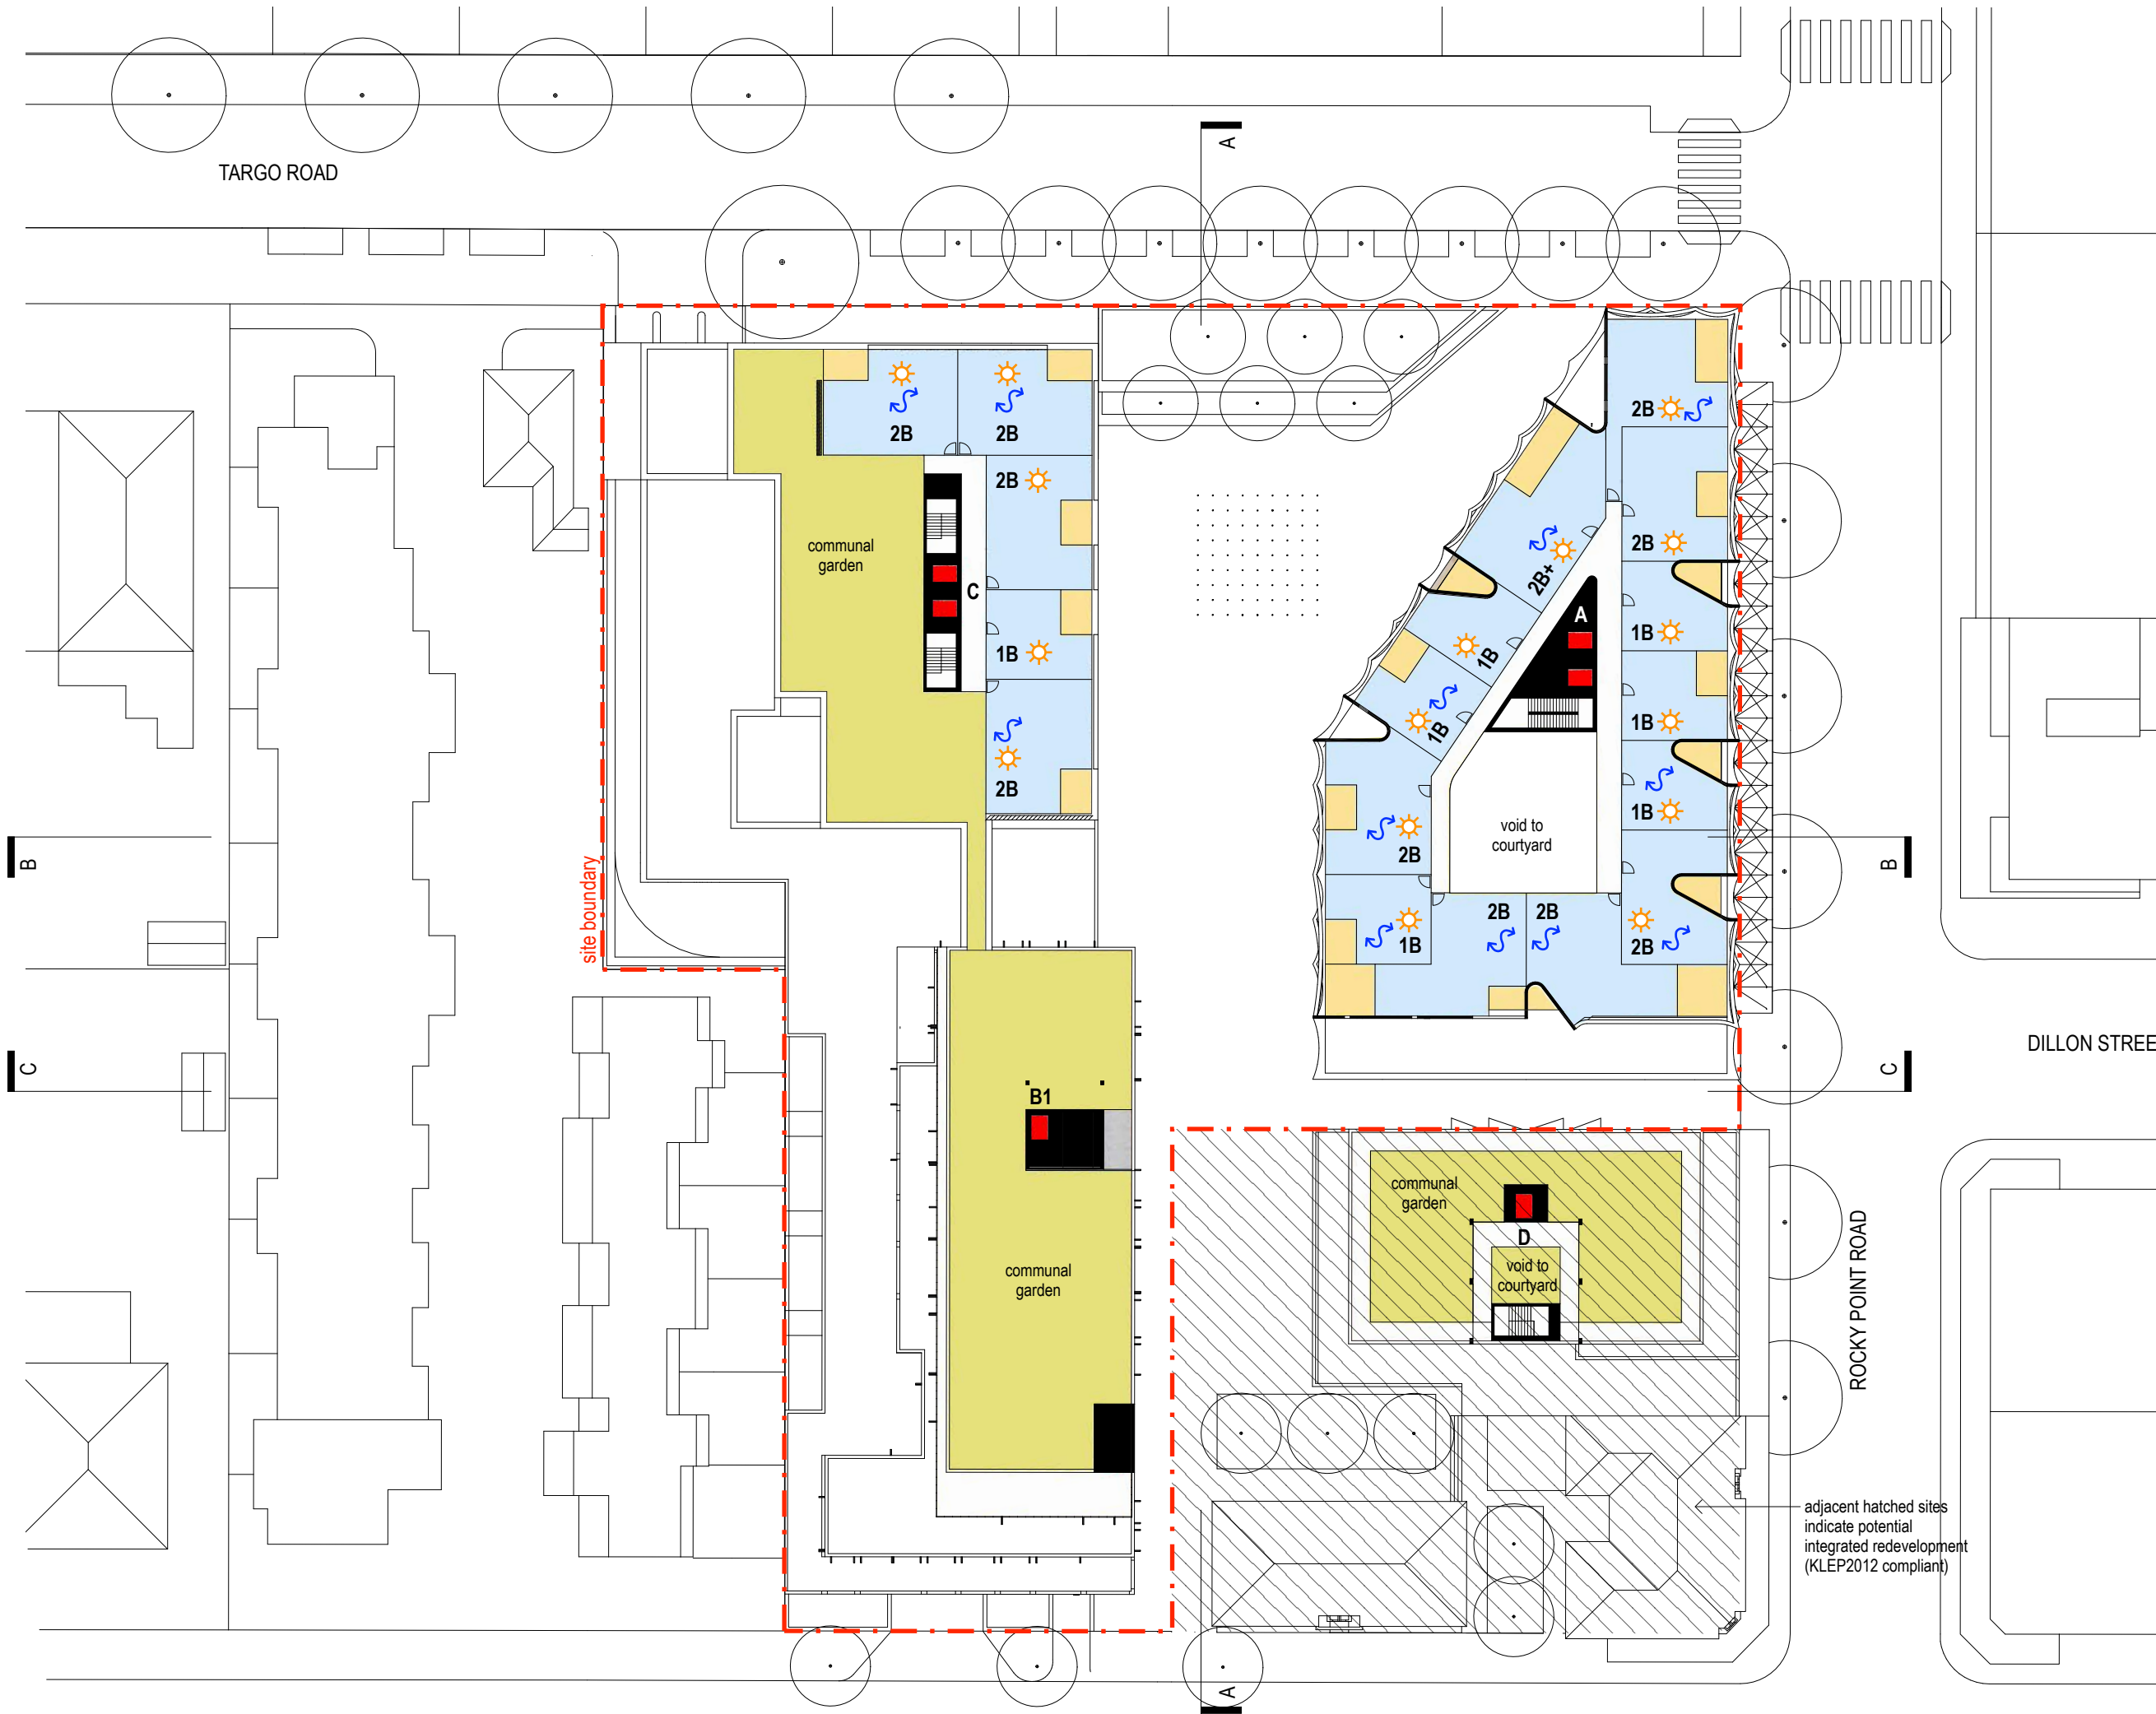 A
TARGO ROAD
2B
2B
2B
2B
communal
garden
2B
2B+
C
A
1B
1B
1B
1B
1B
1B
2B
2B
void to
courtyard
2B
B
site boundary
B
2B
2B
1B
2B
C
DILLON STREE
C
B1
communal
garden
D
void to
courtyard
communal
garden
ROCKY POINT ROAD
adjacent hatched sites
indicate potential
integrated redevelopment
(KLEP2012 compliant)
A